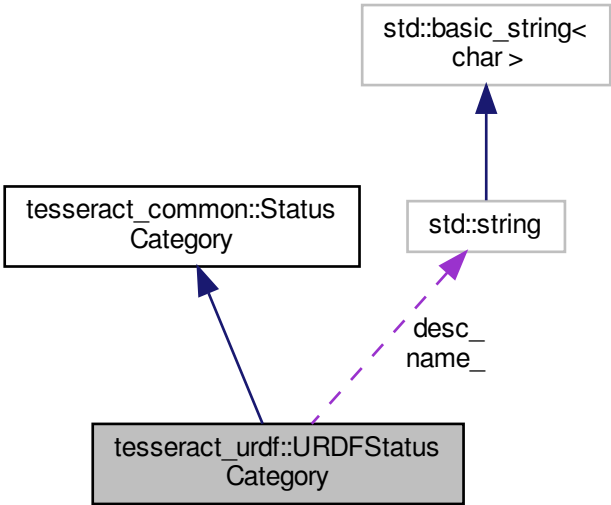 std::basic_string<
char >
tesseract_common::Status
Category
std::string
desc_
name_
tesseract_urdf::URDFStatus
Category